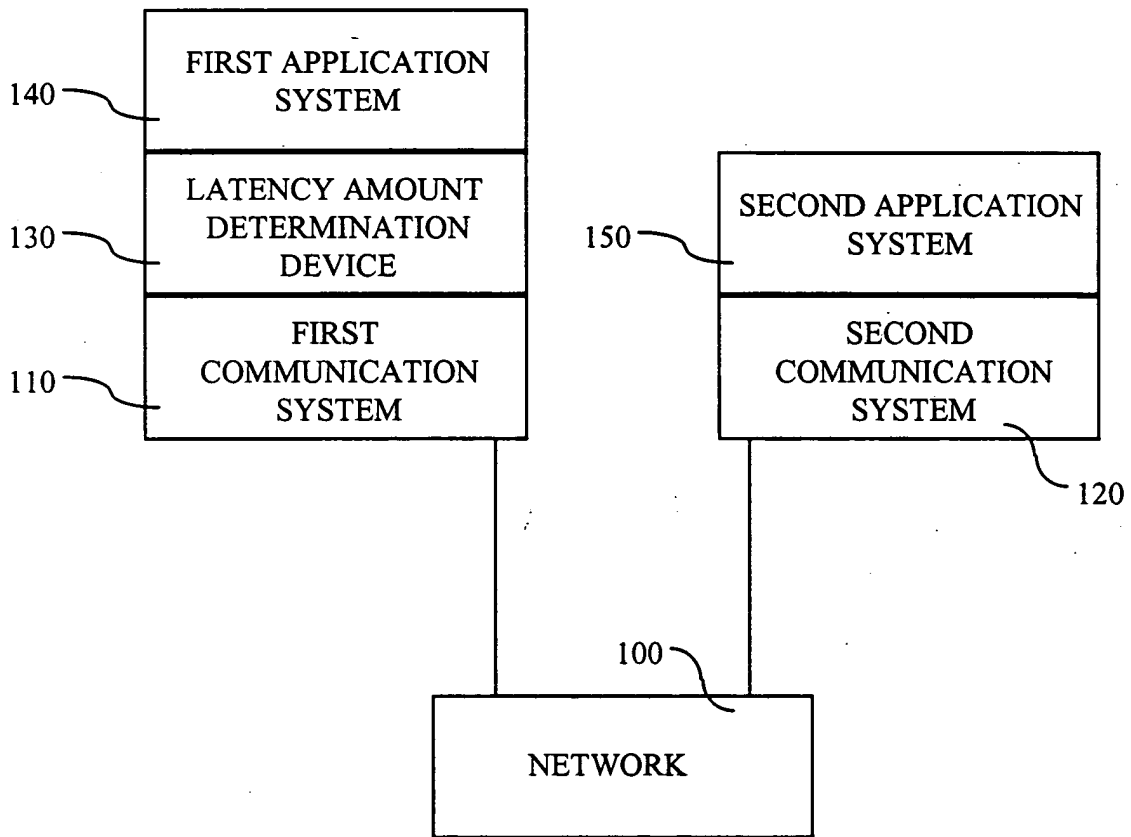 FIRST APPLICATION
SYSTEM
140
LATENCY AMOUNT
DETERMINATION
DEVICE
130
FIRST
COMMUNICATION
SYSTEM
110
SECOND APPLICATION
SYSTEM
150
SECOND
COMMUNICATION
SYSTEM
120
100
NETWORK